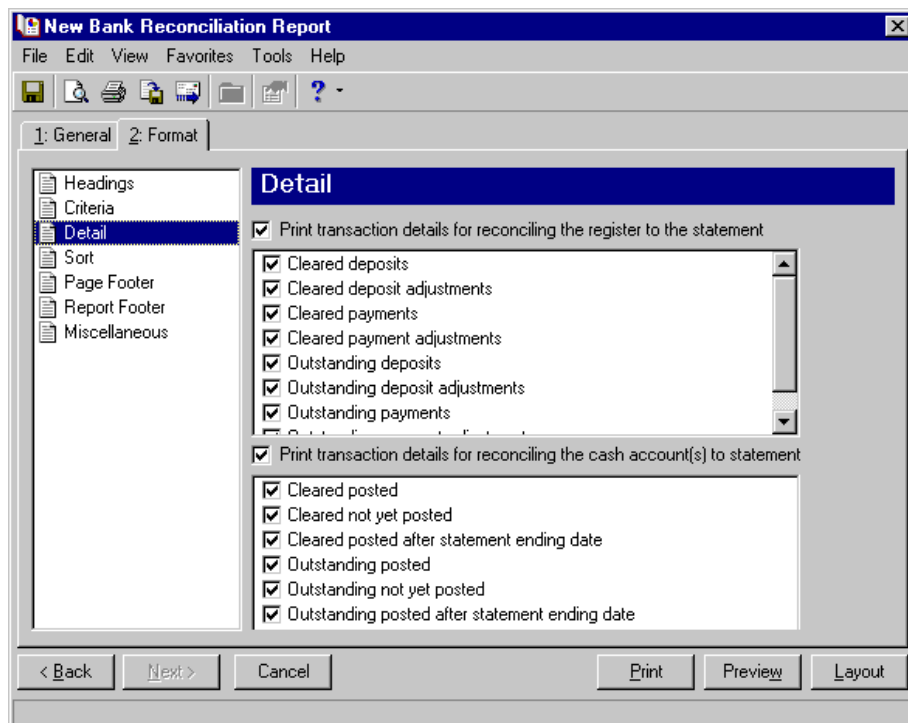 New Bank Reconciliation Report
File Edit View Favorites Tools Help
1: General 2: Format
Headings
Criteria
Detail
Sort
Page Footer
Report Footer
Miscellaneous
Detail
Print transaction details for reconciling the register to the statement
Cleared deposits
Cleared deposit adjustments
Cleared payments
Cleared payment adjustments
Outstanding deposits
Outstanding deposit adjustments
Outstanding payments
Print transaction details for reconciling the cash account(s) to statement
Cleared posted
Cleared not yet posted
Cleared posted after statement ending date
Outstanding posted
Outstanding not yet posted
Outstanding posted after statement ending date
< Back Next > Cancel Print Preview Layout